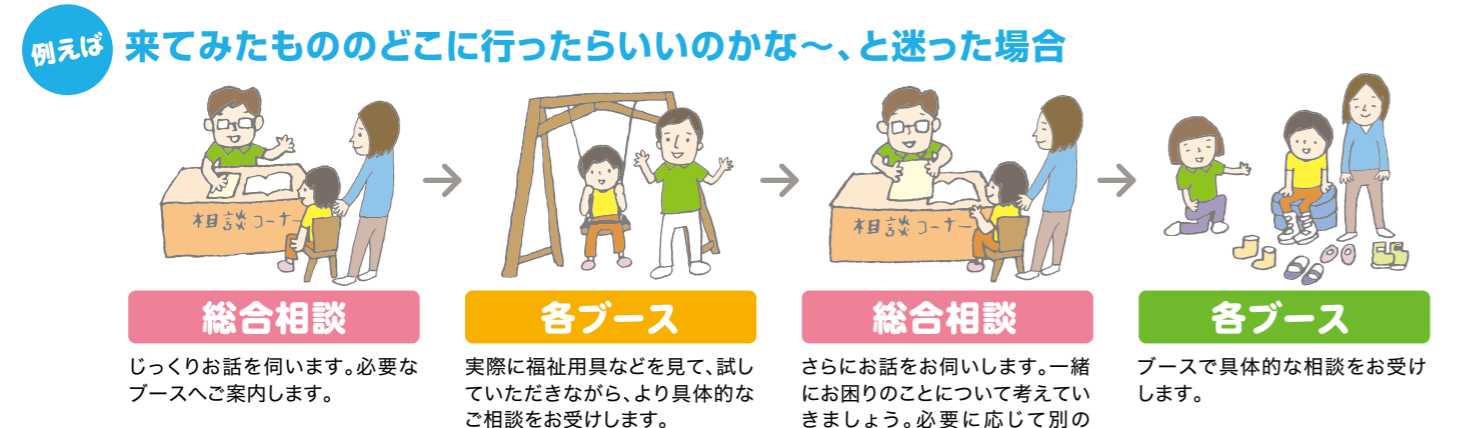 例えば 来てみたもののどこに行ったらいいのかな〜、と迷った場合
相談コーナー
相談コーナー
総合相談
じっくりお話を伺います。必要な
ブースへご案内します。
各ブース
実際に福祉用具などを見て、試し
ていただきながら、より具体的な
ご相談をお受けします。
総合相談
さらにお話をお伺いします。一緒
にお困りのことについて考えてい
きましょう。必要に応じて別の
各ブース
ブースで具体的な相談をお受け
します。